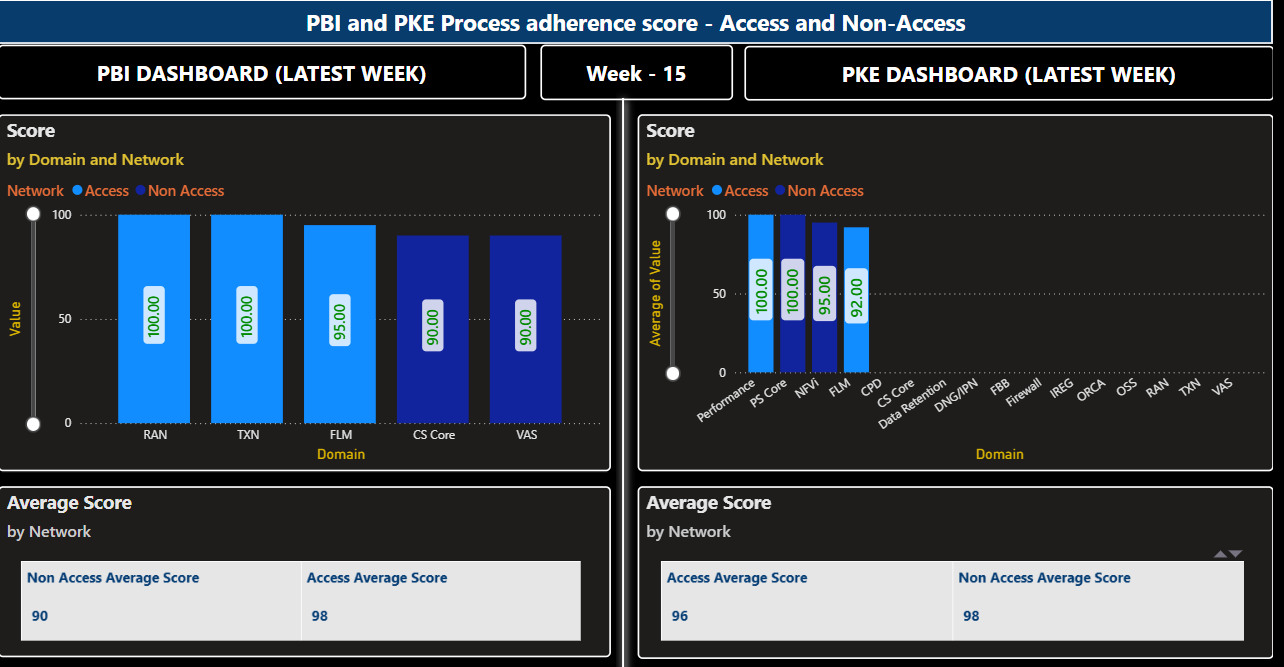 PBI and PKE Process adherence score - Access and Non-Access
PBI DASHBOARD (LATEST WEEK)
Week - 15
PKE DASHBOARD (LATEST WEEK)
Score
by Domain and Network
Network Access Non Access
100
50
0
Value
100.00
100.00
95.00
90.00
90.00
RAN TXN FLM CS Core VAS
Domain
Score
by Domain and Network
Network Access Non Access
100
50
0
Average of Value
100.00
100.00
95.00
92.00
Performance PS Core NFVi FLM CPD CS Core Data Retention DNG/IPN FBB Firewall IREG ORCA OSS RAN TXN VAS
Domain
Average Score
by Network
Non Access Average Score Access Average Score
90 98
Average Score
by Network
Access Average Score Non Access Average Score
96 98